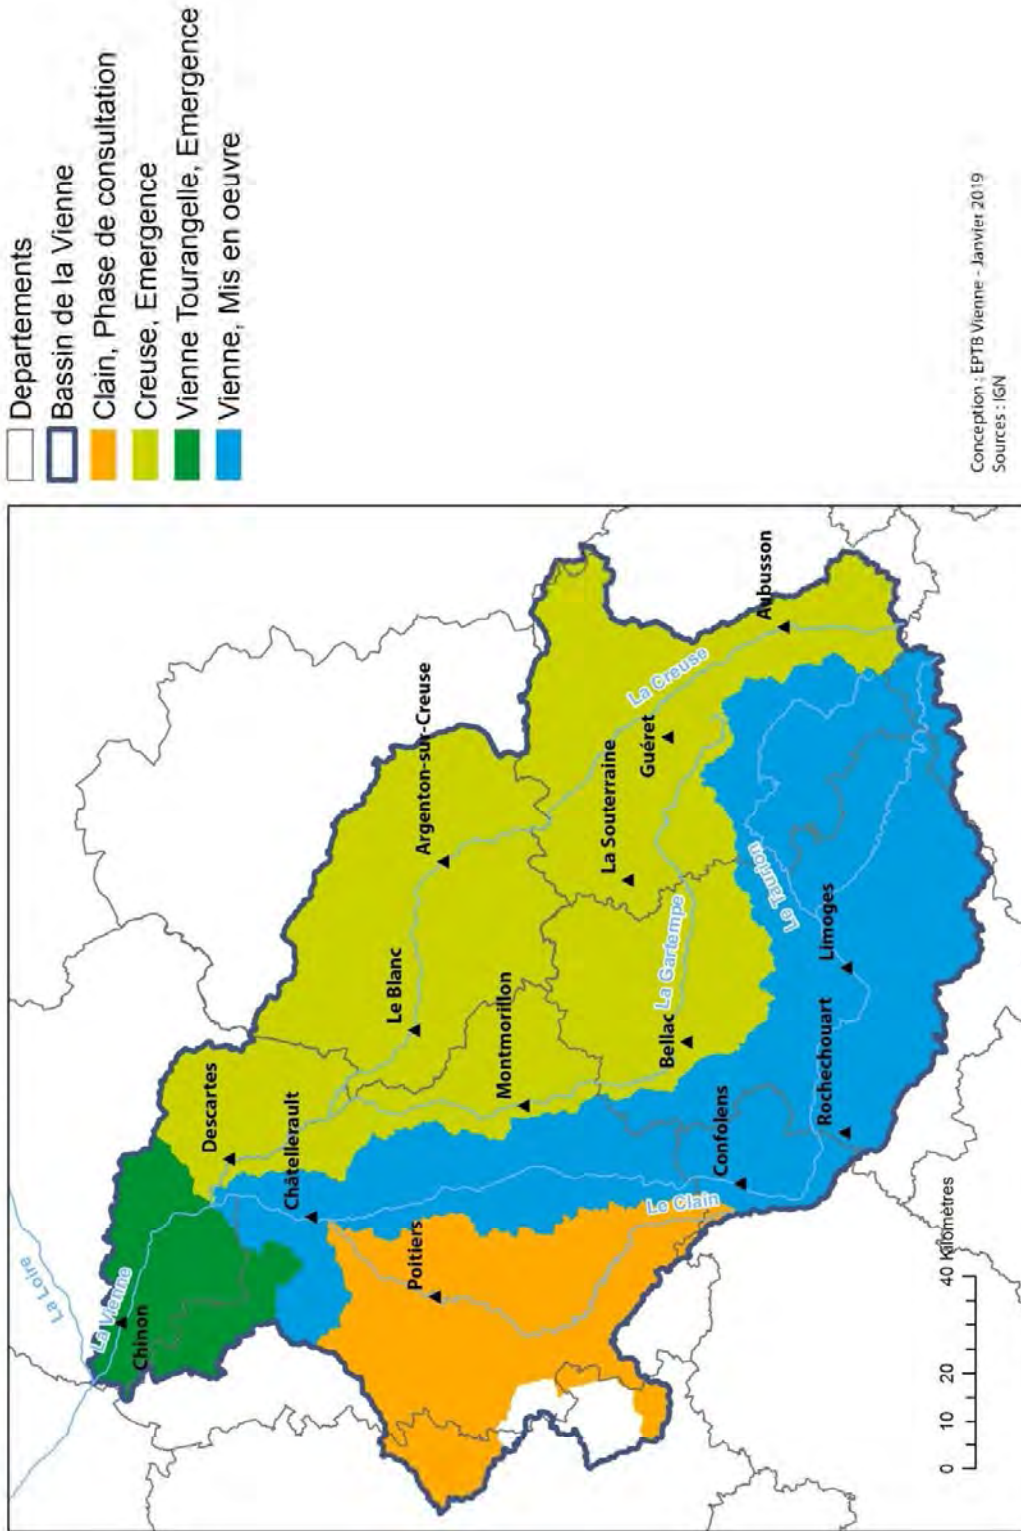 Departements
Bassin de la Vienne
Clain, Phase de consultation
Creuse, Emergence
Vienne Tourangelle, Emergence
Vienne, Mis en oeuvre
La Loire
La Vienne
Chinon
Descartes
Châtellerault
Poitiers
Le Blanc
Argenton-sur-Creuse
Montmorillon
La Souterraine
Guéret
La Creuse
Aubusson
La Gartempe
Bellac
Le Taurion
Limoges
Rochechouart
Confolens
Le Clain
0 10 20 40 Kilomètres
Conception : EPTB Vienne - Janvier 2019
Sources : IGN